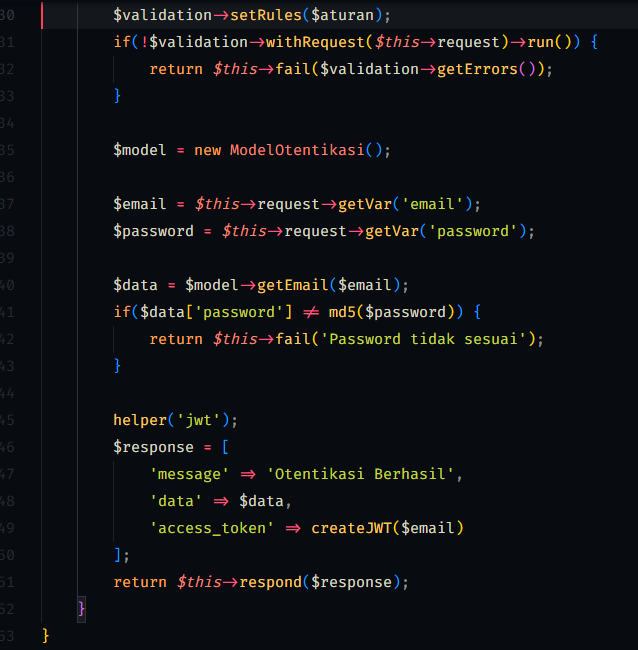 30 $validation->setRules($aturan);
31 if(!$validation->withRequest($this->request)->run()) {
32 return $this->fail($validation->getErrors());
33 }
34
35 $model = new ModelOtentikasi();
36
37 $email = $this->request->getVar('email');
38 $password = $this->request->getVar('password');
39
40 $data = $model->getEmail($email);
41 if($data['password'] != md5($password)) {
42 return $this->fail('Password tidak sesuai');
43 }
44
45 helper('jwt');
46 $response = [
47 'message' => 'Otentikasi Berhasil',
48 'data' => $data,
49 'access_token' => createJWT($email)
50 ];
51 return $this->respond($response);
52 }
53 }